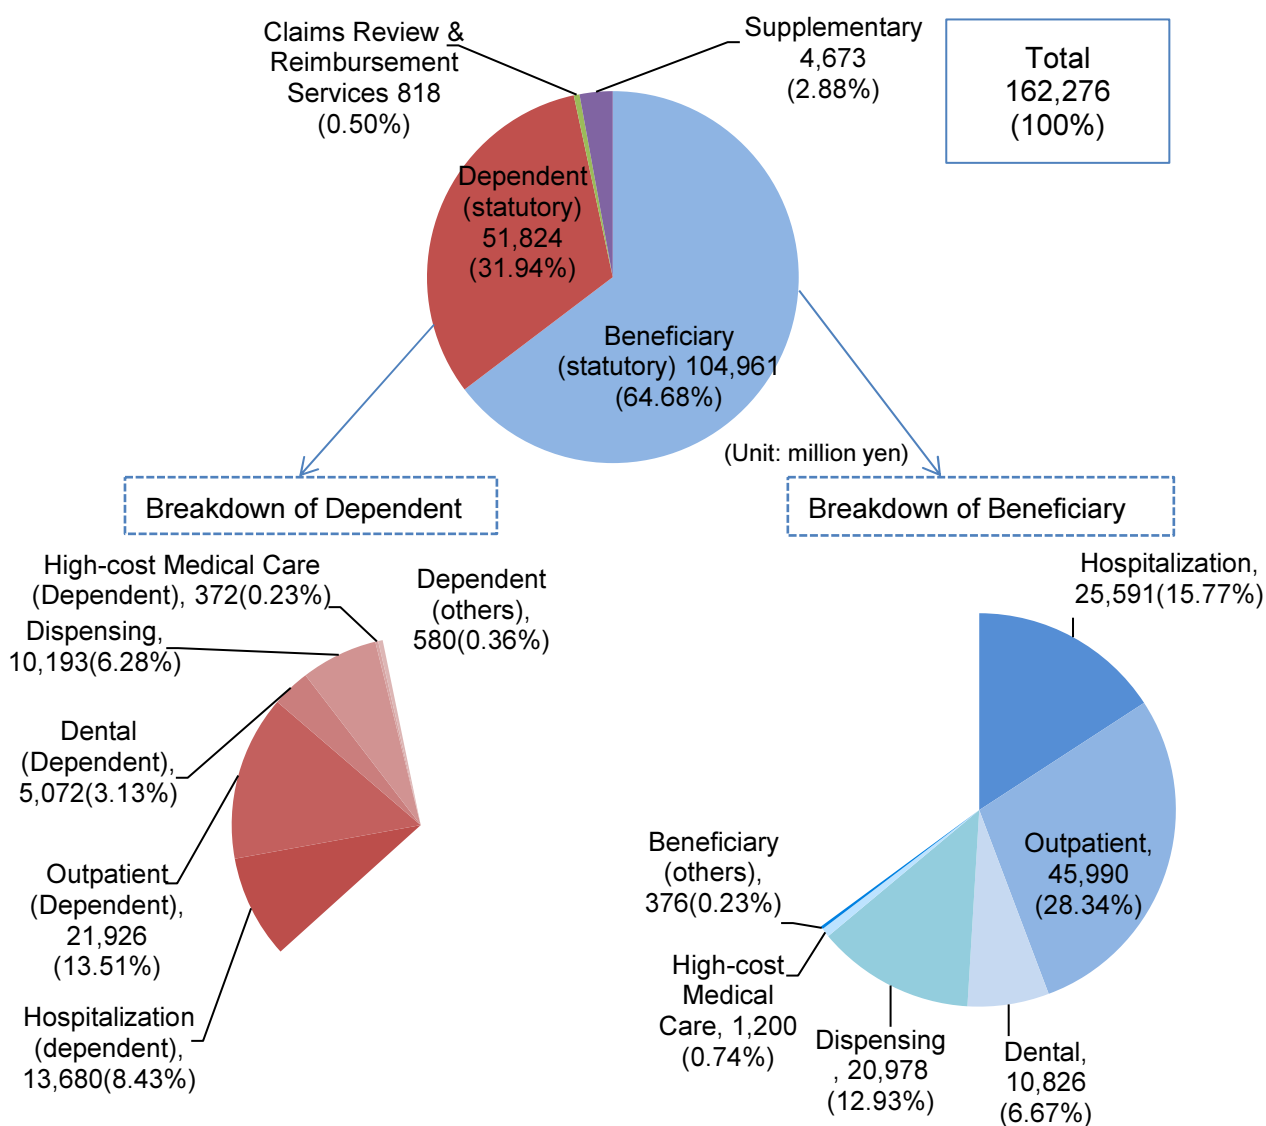 Claims Review &
Reimbursement
Services 818
(0.50%)
Supplementary
4,673
(2.88%)
Total
162,276
(100%)
Dependent
(statutory)
51,824
(31.94%)
Beneficiary
(statutory) 104,961
(64.68%)
(Unit: million yen)
Breakdown of Dependent
Breakdown of Beneficiary
High-cost Medical Care
(Dependent), 372(0.23%)
Dependent
(others),
580(0.36%)
Dispensing,
10,193(6.28%)
Dental
(Dependent),
5,072(3.13%)
Outpatient
(Dependent),
21,926
(13.51%)
Hospitalization
(dependent),
13,680(8.43%)
Hospitalization,
25,591(15.77%)
Outpatient,
45,990
(28.34%)
Beneficiary
(others),
376(0.23%)
High-cost
Medical
Care, 1,200
(0.74%)
Dispensing
, 20,978
(12.93%)
Dental,
10,826
(6.67%)